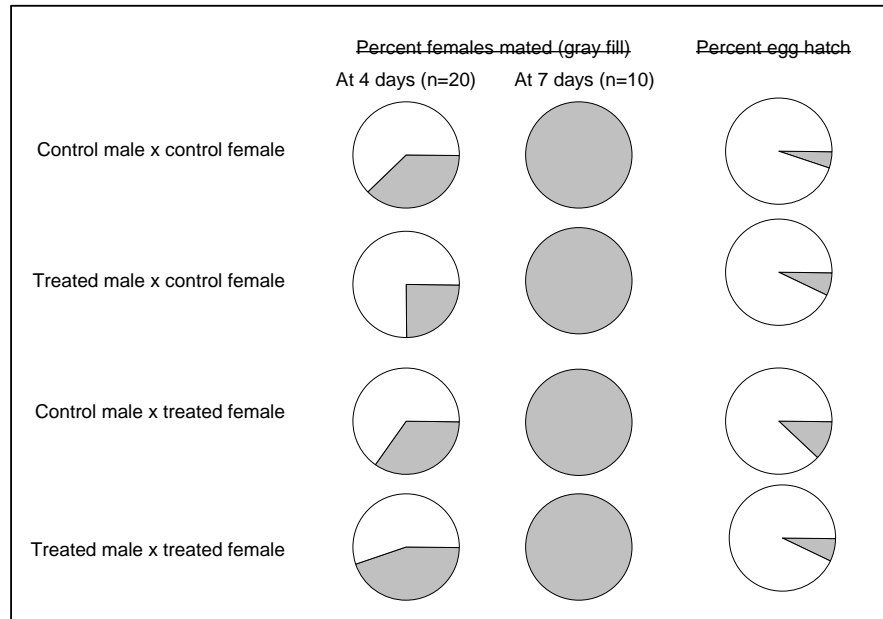 Percent females mated (gray fill) Percent egg hatch
At 4 days (n=20) At 7 days (n=10)
Control male x control female
Treated male x control female
Control male x treated female
Treated male x treated female